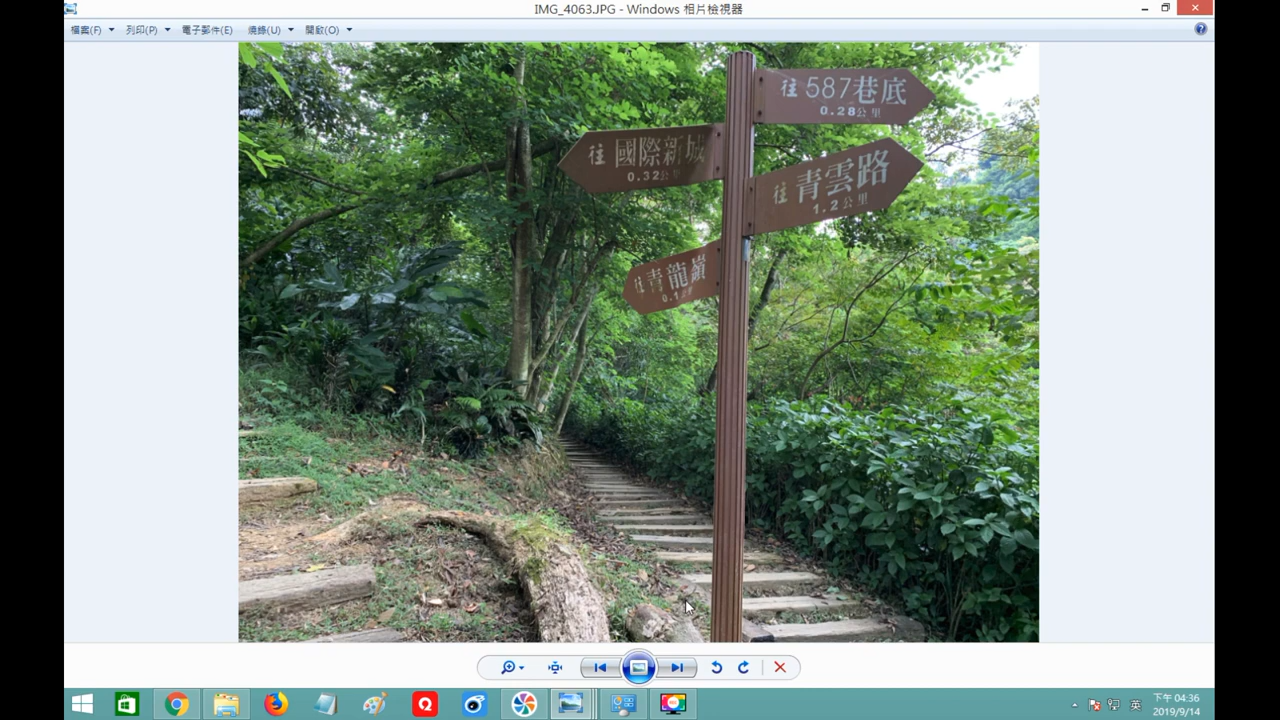 IMG_4063.JPG - Windows 相片檢視器
檔案(F) 列印(P) 電子郵件(E) 燒錄(U) 開啟(O)
往 587巷底
0.28公里
往 國際新城
0.32公里
往 青雲路
1.2公里
往 青龍嶺
0.1
下午 04:36
英
2019/9/14